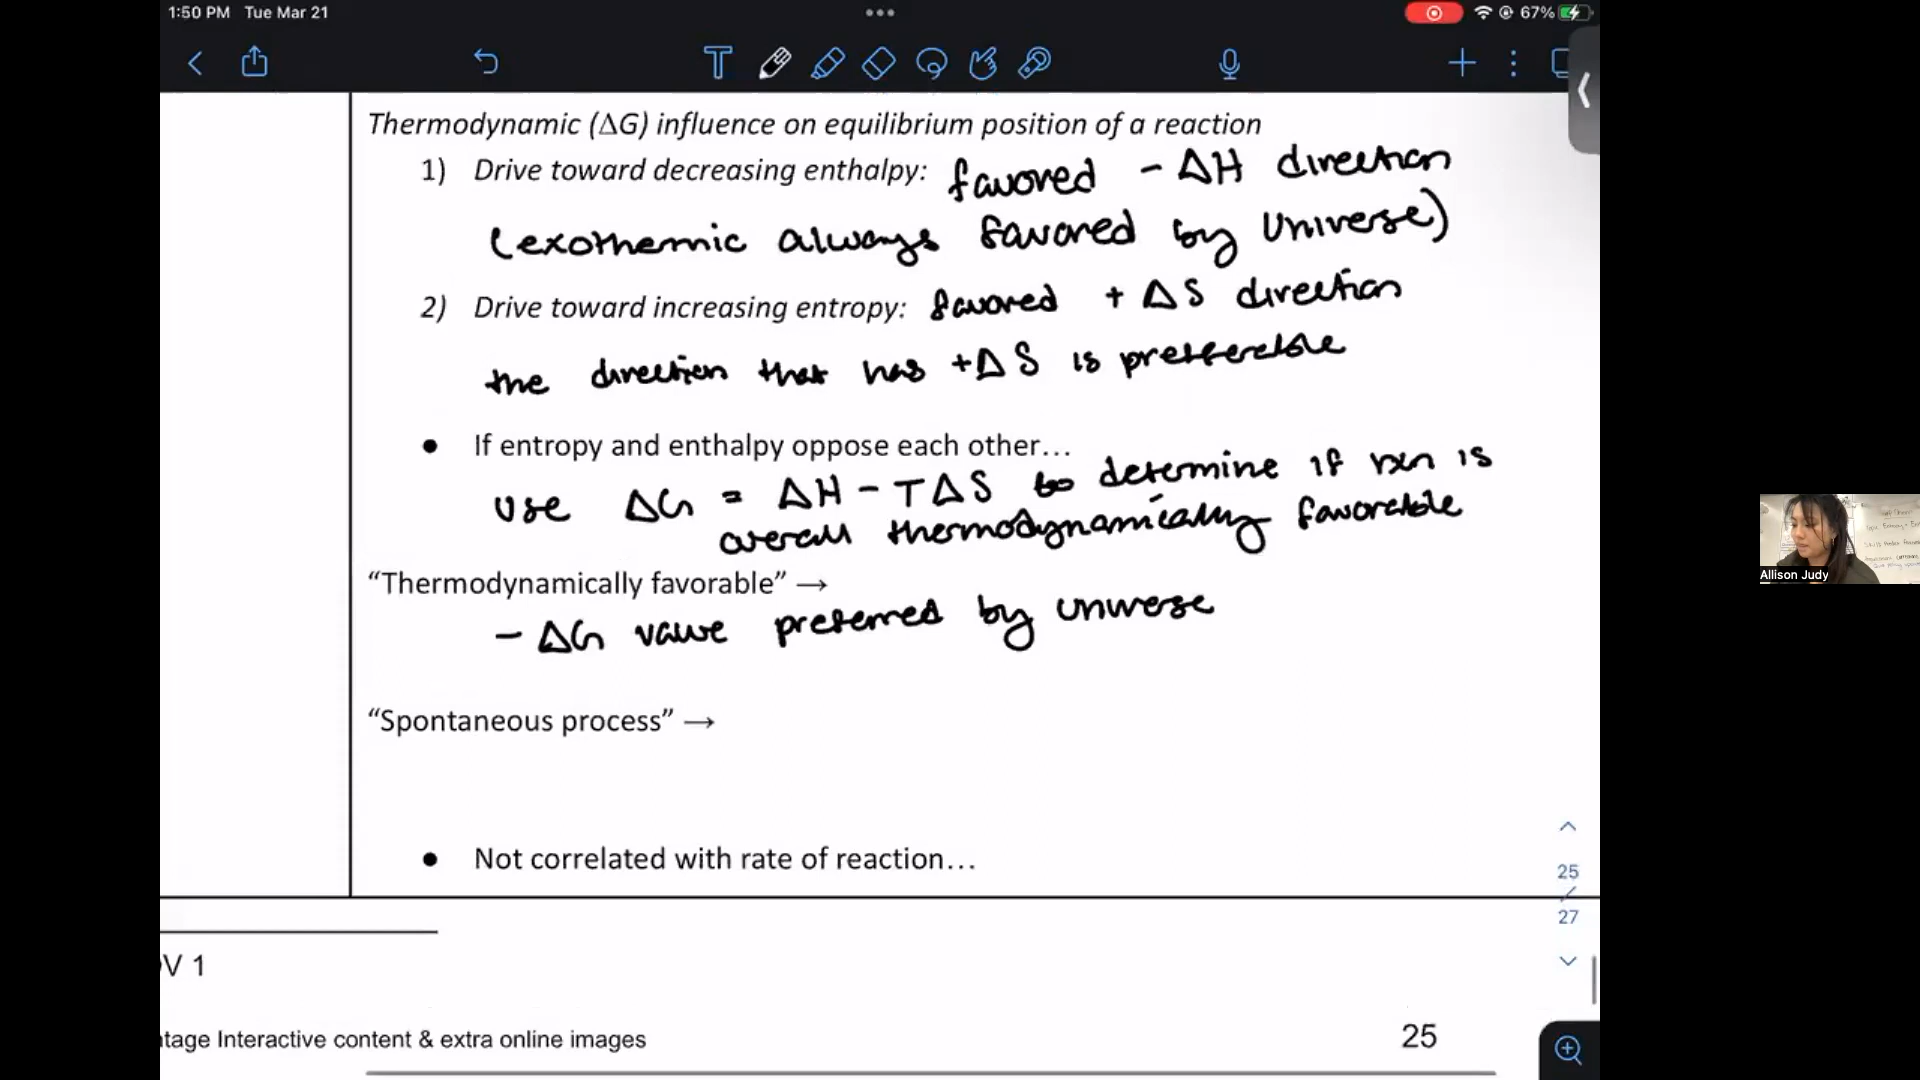 1:50 PM Tue Mar 21
67%
Thermodynamic (ΔG) influence on equilibrium position of a reaction
1) Drive toward decreasing enthalpy: favored - ΔH direction
(exothermic always favored by Universe)
2) Drive toward increasing entropy: favored + ΔS direction
the direction that has +ΔS is preferrable
● If entropy and enthalpy oppose each other...
use ΔG = ΔH - TΔS to determine if rxn is
overall thermodynamically favorable
"Thermodynamically favorable" →
- ΔG value preferred by universe
"Spontaneous process" →
● Not correlated with rate of reaction...
25
27
V 1
tage Interactive content & extra online images
25
Allison Judy